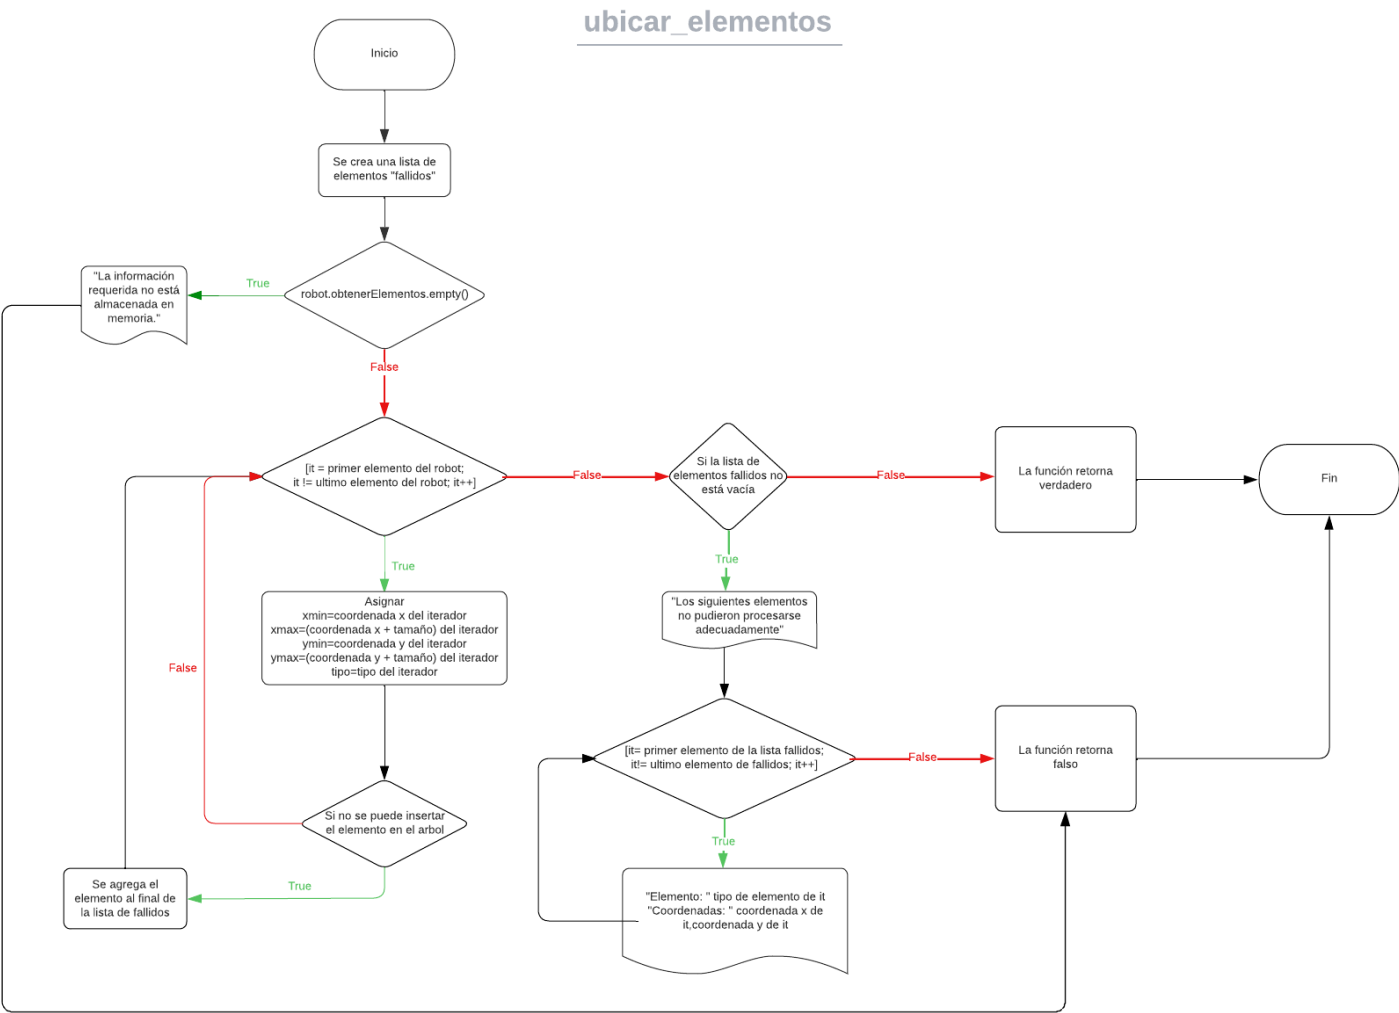 ubicar_elementos
Inicio
Se crea una lista de
elementos "fallidos"
robot.obtenerElementos.empty()
True
"La información
requerida no está
almacenada en
memoria."
False
[it = primer elemento del robot;
it != ultimo elemento del robot; it++]
False
Si la lista de
elementos fallidos no
está vacía
False
La función retorna
verdadero
Fin
True
Asignar
xmin=coordenada x del iterador
xmax=(coordenada x + tamaño) del iterador
ymin=coordenada y del iterador
ymax=(coordenada y + tamaño) del iterador
tipo=tipo del iterador
True
"Los siguientes elementos
no pudieron procesarse
adecuadamente"
False
[it= primer elemento de la lista fallidos;
it!= ultimo elemento de fallidos; it++]
False
La función retorna
falso
Si no se puede insertar
el elemento en el arbol
True
True
Se agrega el
elemento al final de
la lista de fallidos
"Elemento: " tipo de elemento de it
"Coordenadas: " coordenada x de
it,coordenada y de it